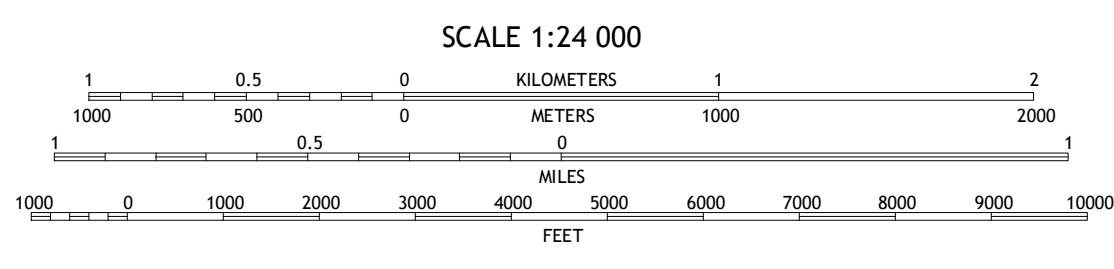 SCALE 1:24 000
1 0.5 0 KILOMETERS 1 2
1000 500 0 METERS 1000 2000
1 0.5 0 1
MILES
1000 0 1000 2000 3000 4000 5000 6000 7000 8000 9000 10000
FEET